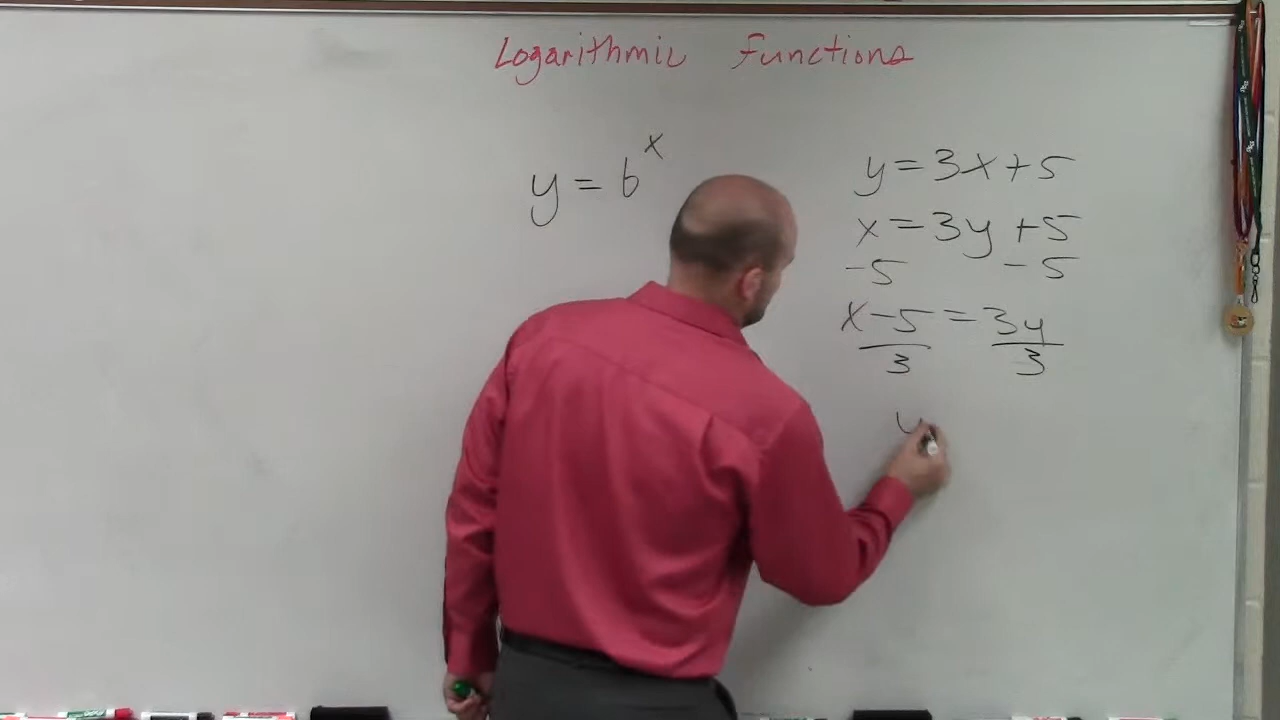 Logarithmic Functions
y = b^x
y = 3x + 5
x = 3y + 5
-5 -5
x - 5 = 3y
3 3
y